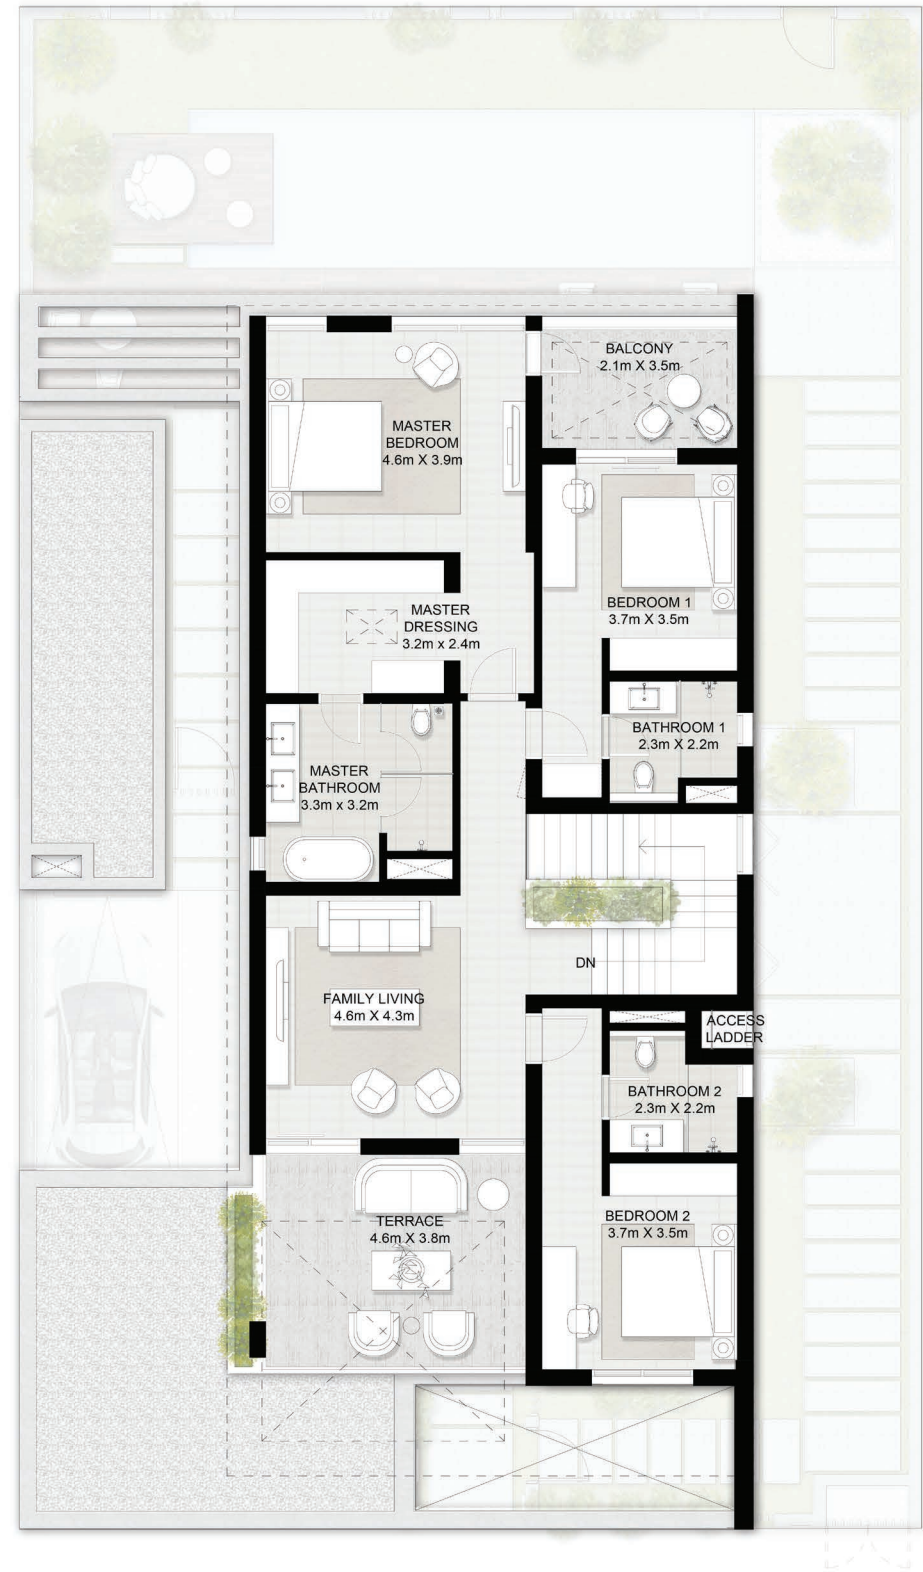 BALCONY
2.1m X 3.5m
MASTER
BEDROOM
4.6m X 3.9m
BEDROOM 1
3.7m X 3.5m
MASTER
DRESSING
3.2m x 2.4m
BATHROOM 1
2.3m X 2.2m
MASTER
BATHROOM
3.3m x 3.2m
DN
FAMILY LIVING
4.6m X 4.3m
ACCESS
LADDER
BATHROOM 2
2.3m X 2.2m
BEDROOM 2
3.7m X 3.5m
TERRACE
4.6m X 3.8m